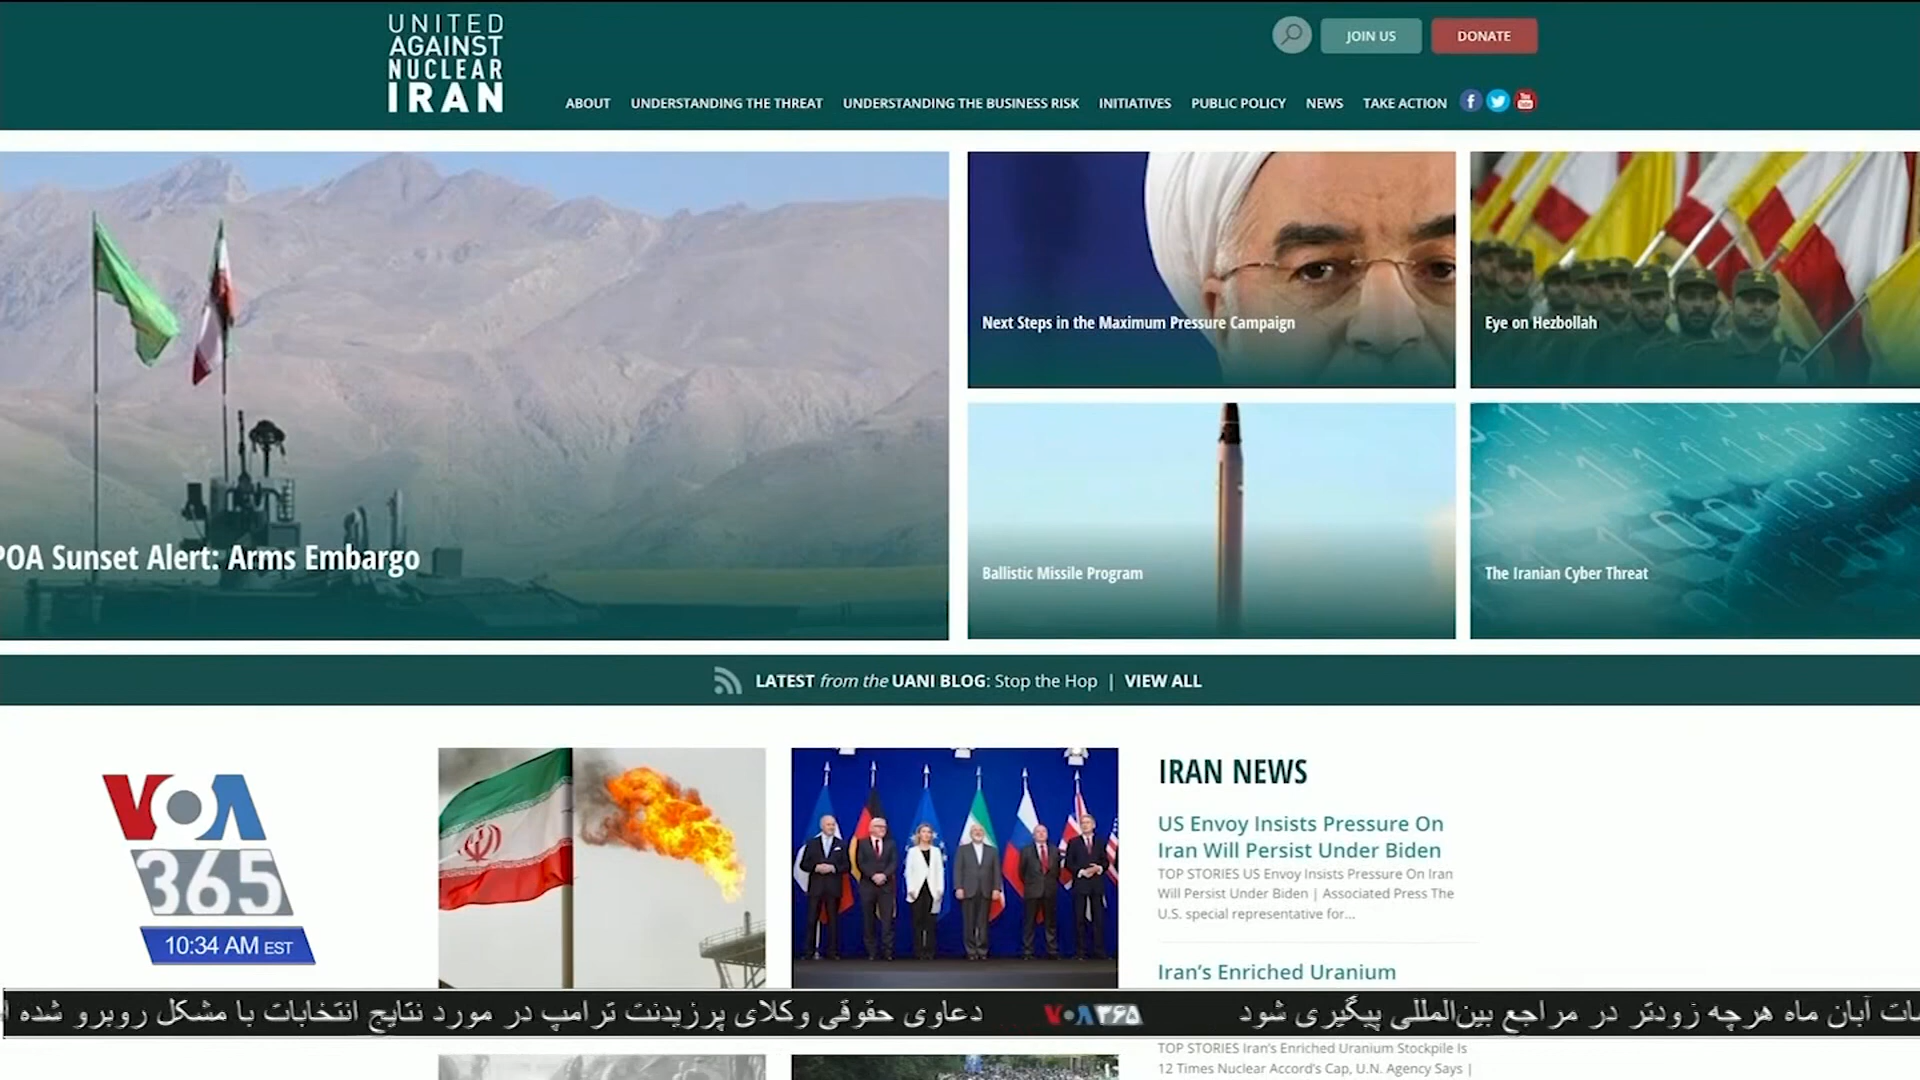 UNITED
AGAINST
NUCLEAR
IRAN
JOIN US
DONATE
ABOUT UNDERSTANDING THE THREAT UNDERSTANDING THE BUSINESS RISK INITIATIVES PUBLIC POLICY NEWS TAKE ACTION
POA Sunset Alert: Arms Embargo
Next Steps in the Maximum Pressure Campaign
Eye on Hezbollah
Ballistic Missile Program
The Iranian Cyber Threat
LATEST from the UANI BLOG: Stop the Hop | VIEW ALL
VOA
365
10:34 AM EST
IRAN NEWS
US Envoy Insists Pressure On
Iran Will Persist Under Biden
TOP STORIES US Envoy Insists Pressure On Iran
Will Persist Under Biden | Associated Press The
U.S. special representative for...
Iran’s Enriched Uranium
آبان ماه هرچه زودتر در مراجع بین‌المللی پیگیری شود VOA ۳۶۵ دعاوی حقوقی وکلای پرزیدنت ترامپ در مورد نتایج انتخابات با مشکل روبرو شده
TOP STORIES Iran’s Enriched Uranium Stockpile Is
12 Times Nuclear Accord’s Cap, U.N. Agency Says |